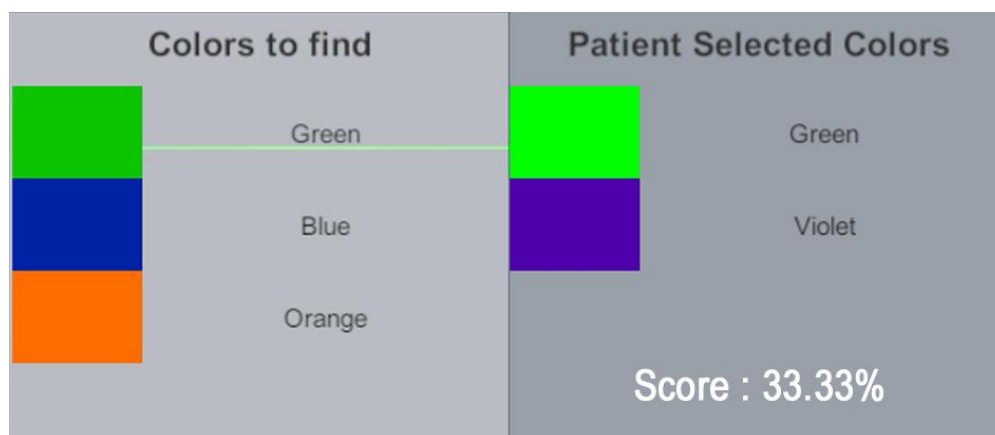 Colors to find
Green
Blue
Orange
Patient Selected Colors
Green
Violet
Score : 33.33%